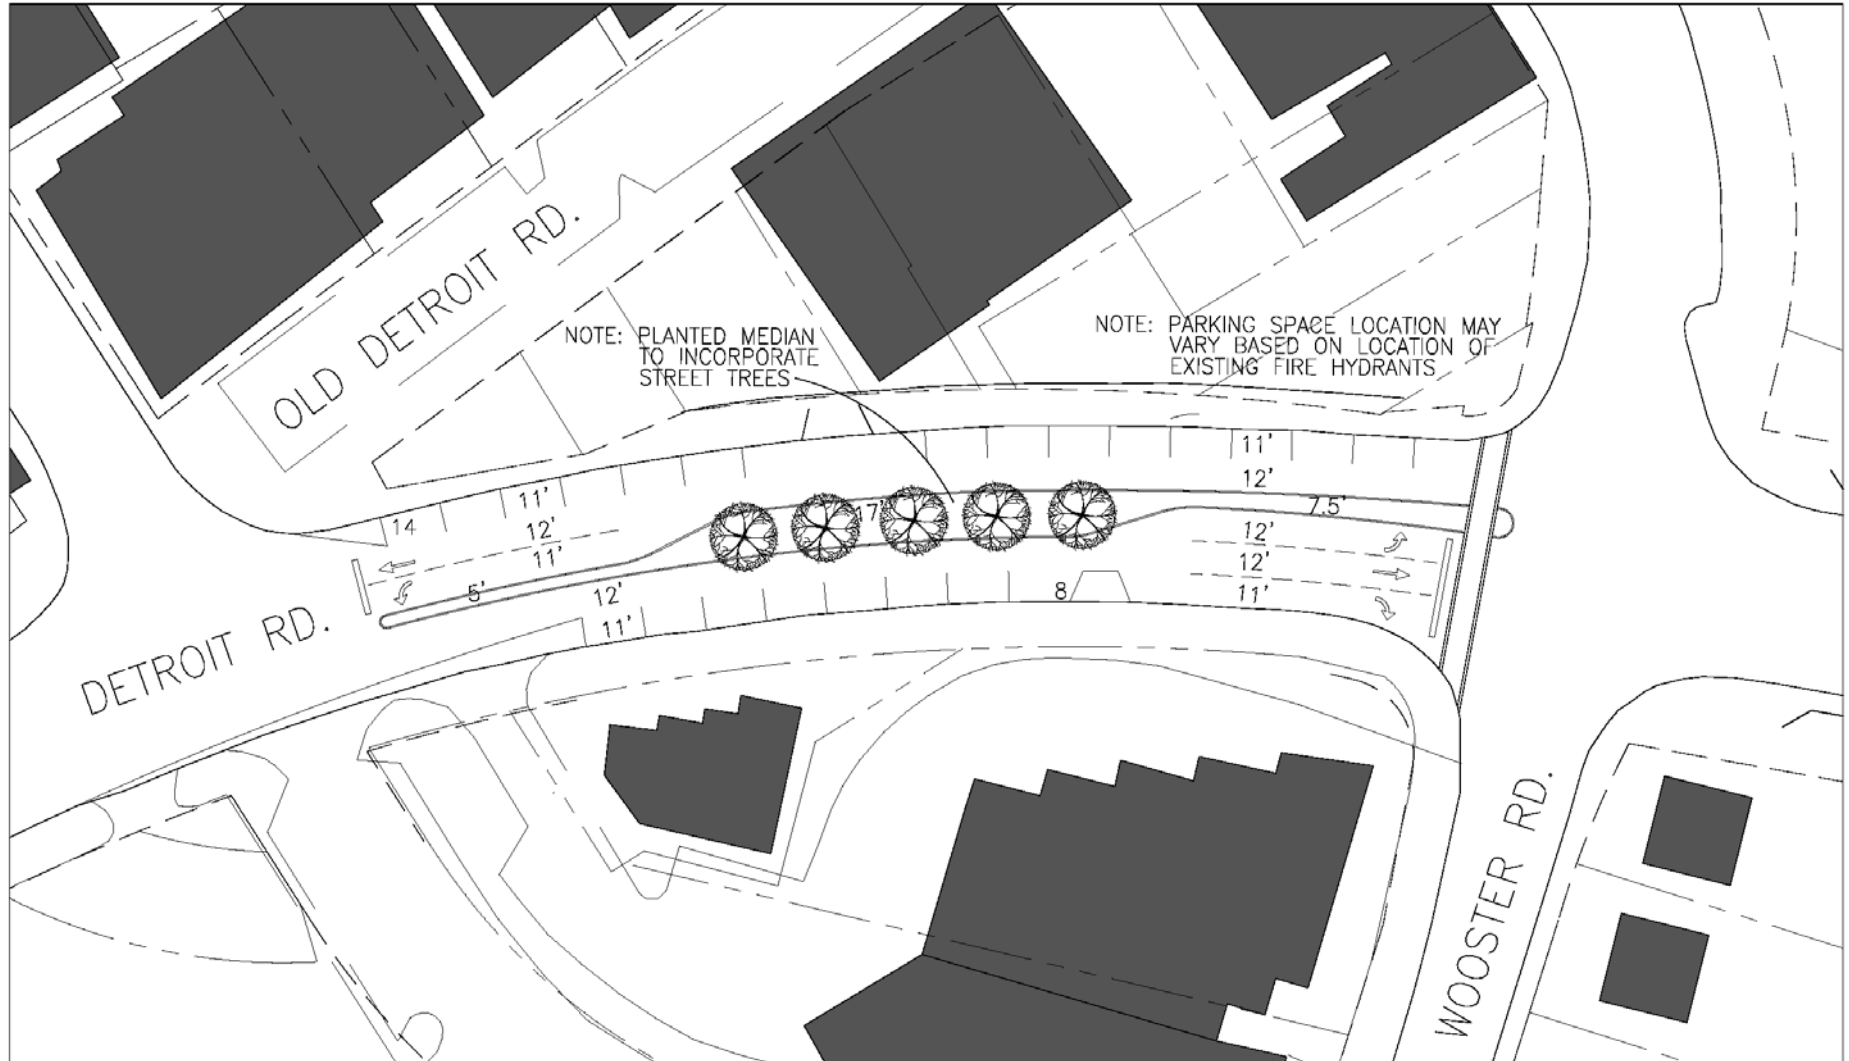 OLD DETROIT RD.
NOTE: PLANTED MEDIAN
TO INCORPORATE
STREET TREES
NOTE: PARKING SPACE LOCATION MAY
VARY BASED ON LOCATION OF
EXISTING FIRE HYDRANTS
14
11'
12'
11'
5'
12'
11'
17'
8
11'
12'
7.5'
12'
12'
11'
DETROIT RD.
WOOSTER RD.